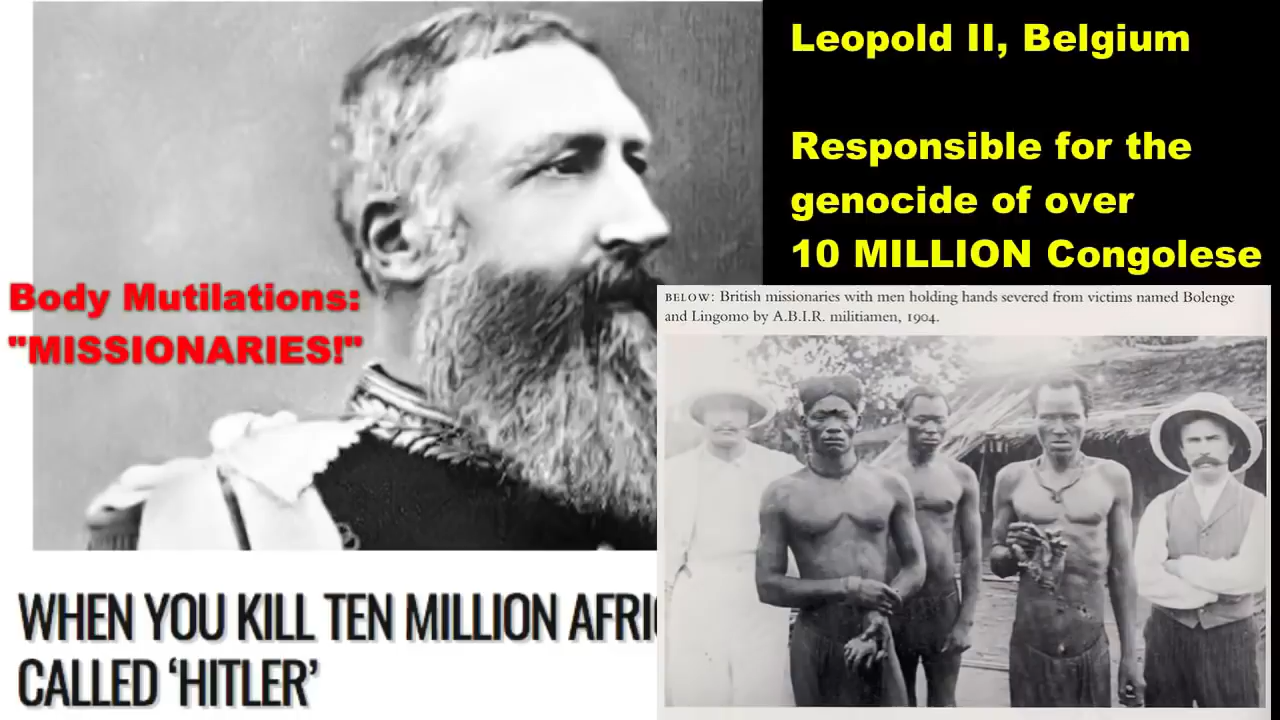 Leopold II, Belgium
Responsible for the
genocide of over
10 MILLION Congolese
Body Mutilations:
"MISSIONARIES!"
BELOW: British missionaries with men holding hands severed from victims named Bolenge
and Lingomo by A.B.I.R. militiamen, 1904.
WHEN YOU KILL TEN MILLION
CALLED ‘HITLER’